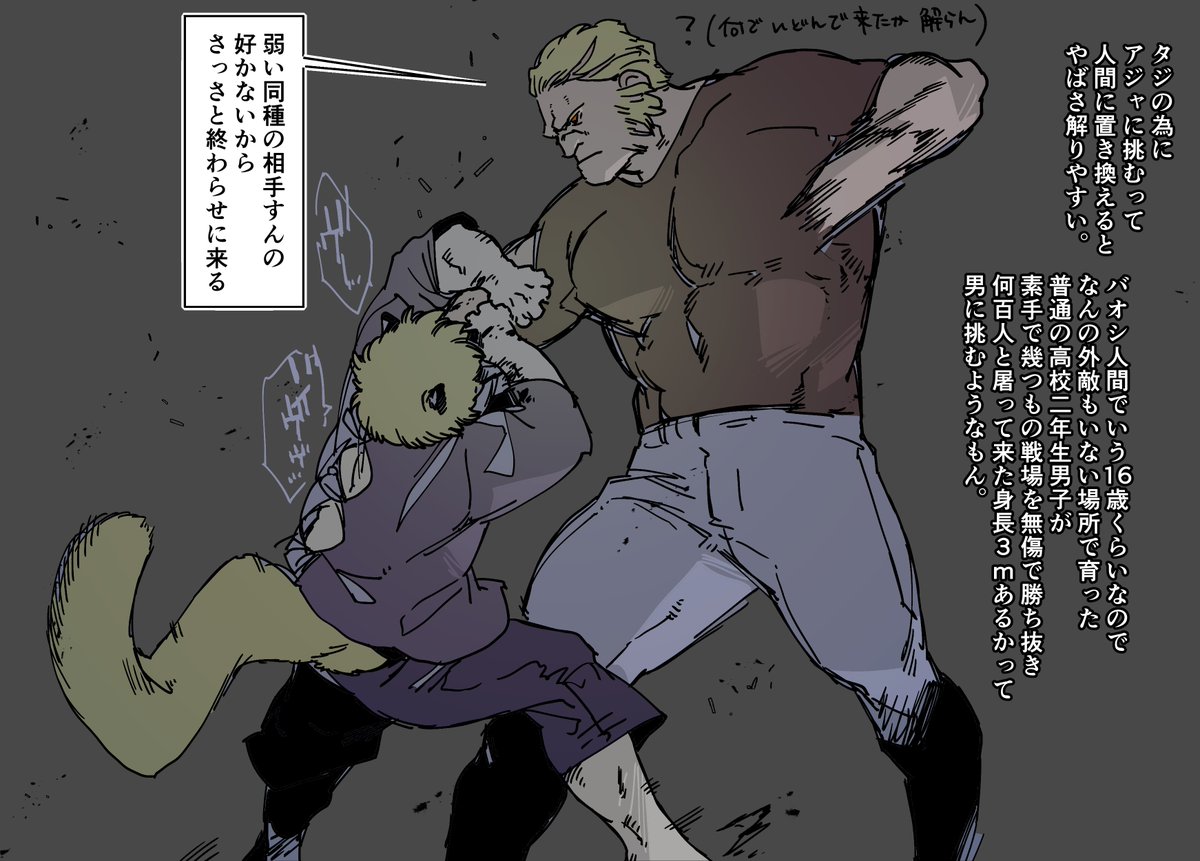 タジの為に
アジャに挑むって
人間に置き換えると
やばさ解りやすい。
バオシ人間でいう16歳くらいなので
なんの外敵もいない場所で育った
普通の高校二年生男子が
素手で幾つもの戦場を無傷で勝ち抜き
何百人と屠って来た身長3mあるかって
男に挑むようなもん。
?(何でいどんで来たか 解らん)
弱い同種の相手すんの
好かないから
さっさと終わらせに来る